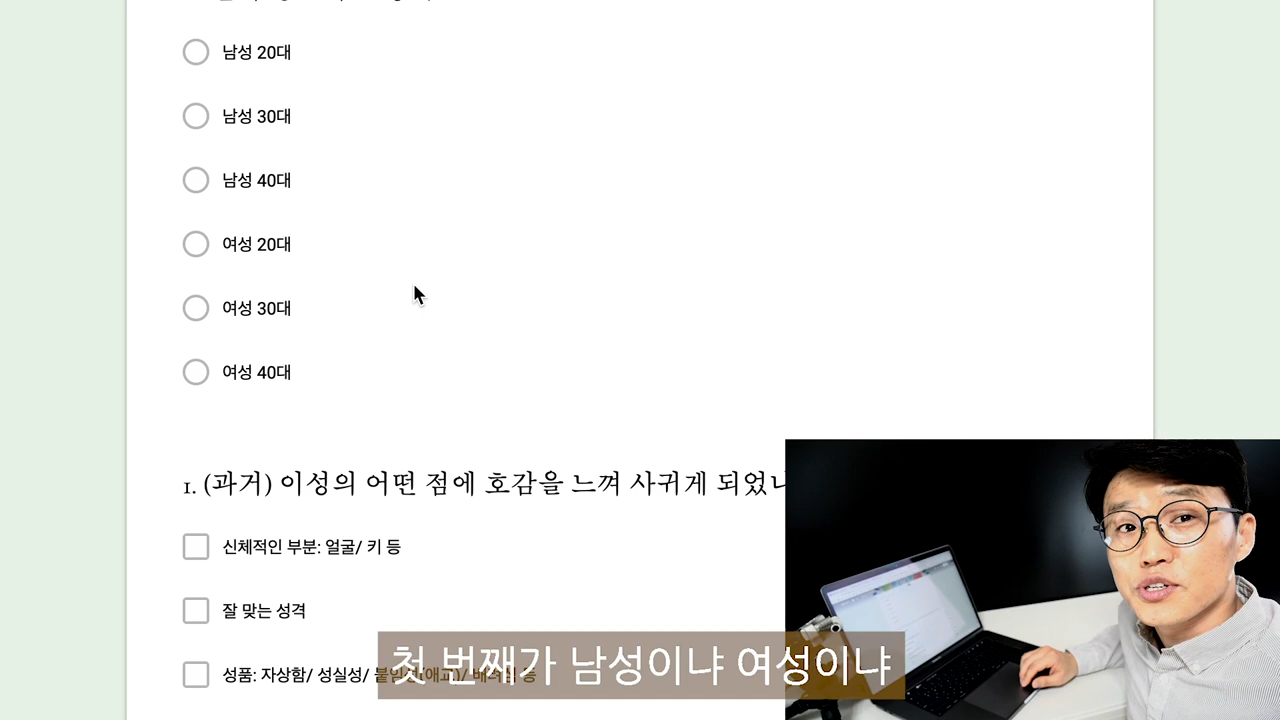 남성 20대
남성 30대
남성 40대
여성 20대
여성 30대
여성 40대
1. (과거) 이성의 어떤 점에 호감을 느껴 사귀게 되었
신체적인 부분: 얼굴/ 키 등
잘 맞는 성격
성품: 자상함/ 성실성/ 등
첫 번째가 남성이냐 여성이냐